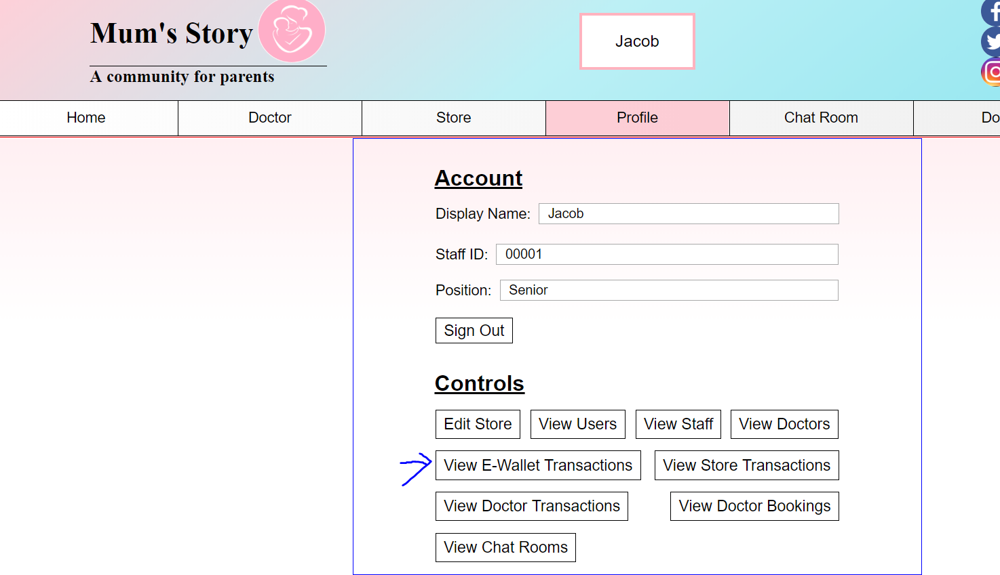 Mum's Story
A community for parents
Jacob
Home Doctor Store Profile Chat Room Do
Account
Display Name: Jacob
Staff ID: 00001
Position: Senior
Sign Out
Controls
Edit Store View Users View Staff View Doctors
View E-Wallet Transactions View Store Transactions
View Doctor Transactions View Doctor Bookings
View Chat Rooms